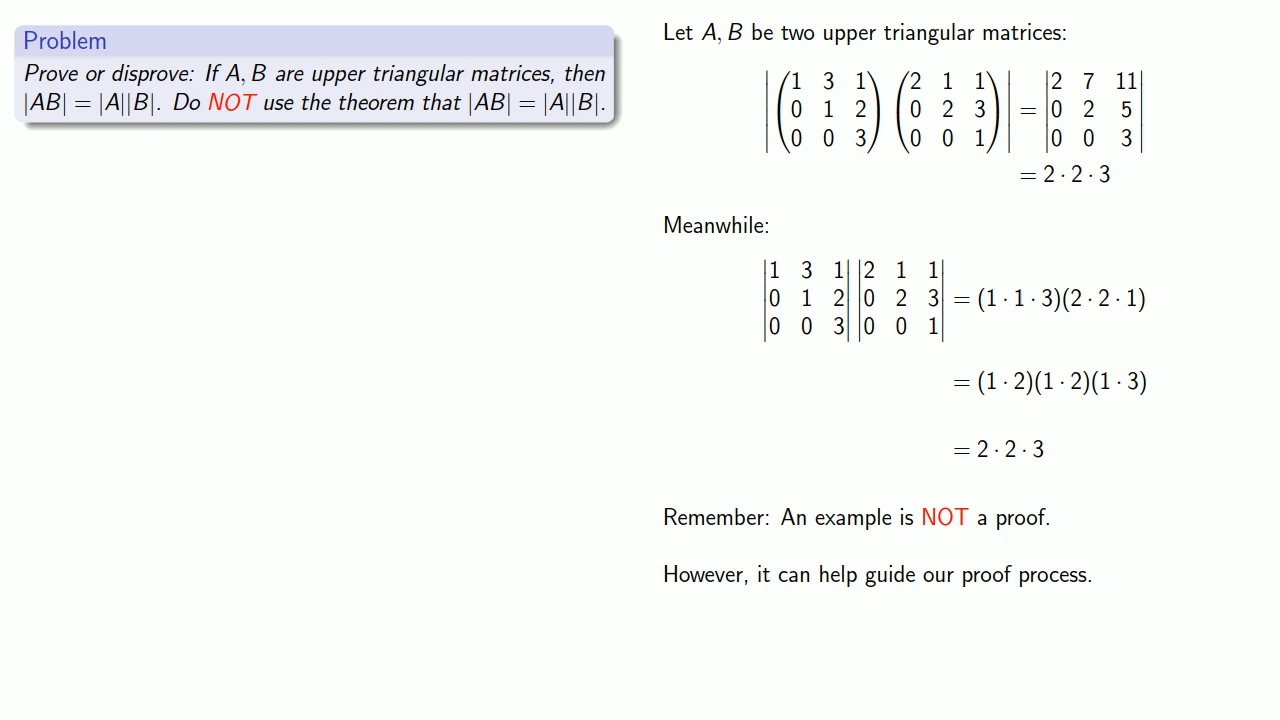 Problem
Prove or disprove: If A, B are upper triangular matrices, then
|AB| = |A||B|. Do NOT use the theorem that |AB| = |A||B|.
Let A, B be two upper triangular matrices:
|(1 3 1) (2 1 1)| |2 7 11|
|(0 1 2) (0 2 3)| = |0 2 5|
|(0 0 3) (0 0 1)| |0 0 3|
= 2 · 2 · 3
Meanwhile:
|1 3 1| |2 1 1|
|0 1 2| |0 2 3| = (1 · 1 · 3)(2 · 2 · 1)
|0 0 3| |0 0 1|
= (1 · 2)(1 · 2)(1 · 3)
= 2 · 2 · 3
Remember: An example is NOT a proof.
However, it can help guide our proof process.